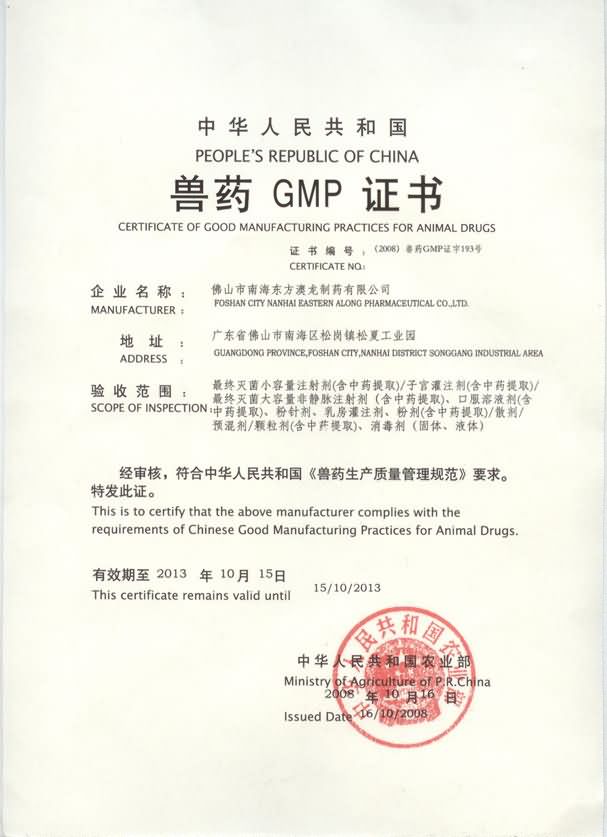 中华人民共和国
PEOPLE'S REPUBLIC OF CHINA
兽药 GMP 证书
CERTIFICATE OF GOOD MANUFACTURING PRACTICES FOR ANIMAL DRUGS
证书编号：（2008）兽药GMP证字193号
CERTIFICATE NO.:
企业名称：佛山市南海东方澳龙制药有限公司
MANUFACTURER: FOSHAN CITY NANHAI EASTERN ALONG PHARMACEUTICAL CO.,LTD.
地址：广东省佛山市南海区松岗镇松夏工业园
ADDRESS: GUANGDONG PROVINCE,FOSHAN CITY,NANHAI DISTRICT SONGGANG INDUSTRIAL AREA
验收范围：最终灭菌小容量注射剂(含中药提取)/子宫灌注剂(含中药提取)/
最终灭菌大容量非静脉注射剂（含中药提取)、口服溶液剂(含
SCOPE OF INSPECTION: 中药提取)、粉针剂、乳房灌注剂、粉剂(含中药提取)/散剂/
预混剂/颗粒剂(含中药提取)、消毒剂（固体、液体）
经审核，符合中华人民共和国《兽药生产质量管理规范》要求。
特发此证。
This is to certify that the above manufacturer complies with the
requirements of Chinese Good Manufacturing Practices for Animal Drugs.
有效期至 2013 年 10 月 15 日
This certificate remains valid until 15/10/2013
中华人民共和国农业部
中华人民共和国农业部
Ministry of Agriculture of P.R.China
2008 年 10 月 16 日
Issued Date 16/10/2008